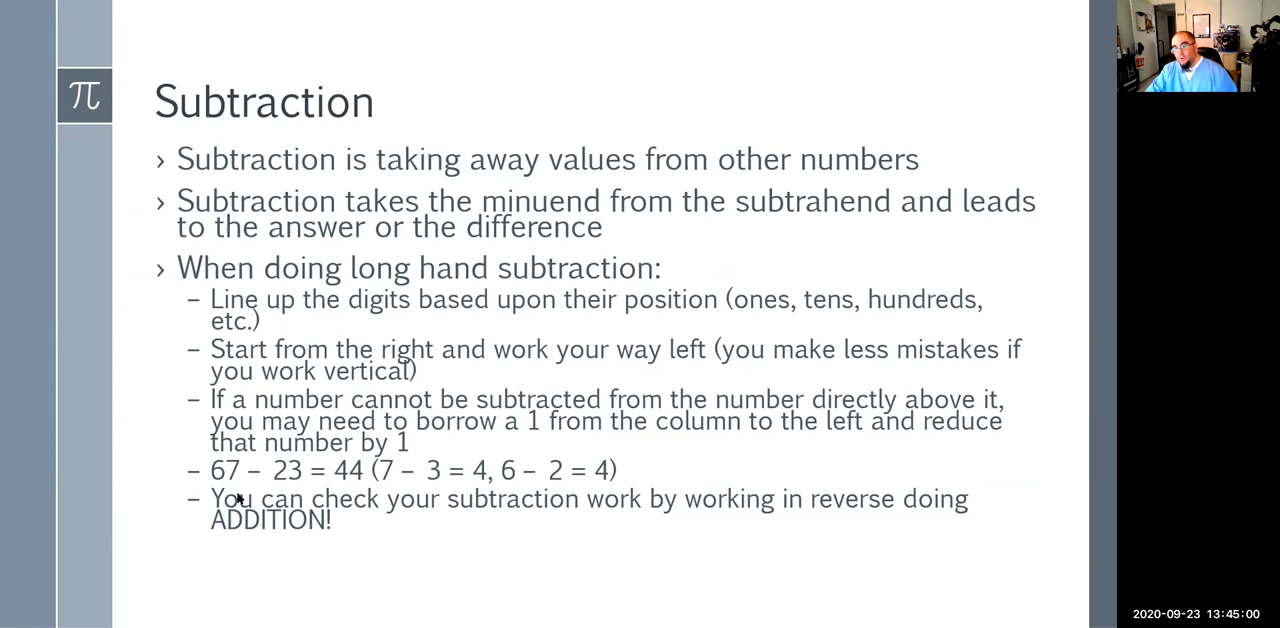 π
Subtraction
› Subtraction is taking away values from other numbers
› Subtraction takes the minuend from the subtrahend and leads
to the answer or the difference
› When doing long hand subtraction:
– Line up the digits based upon their position (ones, tens, hundreds,
etc.)
– Start from the right and work your way left (you make less mistakes if
you work vertical)
– If a number cannot be subtracted from the number directly above it,
you may need to borrow a 1 from the column to the left and reduce
that number by 1
– 67 – 23 = 44 (7 – 3 = 4, 6 – 2 = 4)
– You can check your subtraction work by working in reverse doing
ADDITION!
2020-09-23 13:45:00